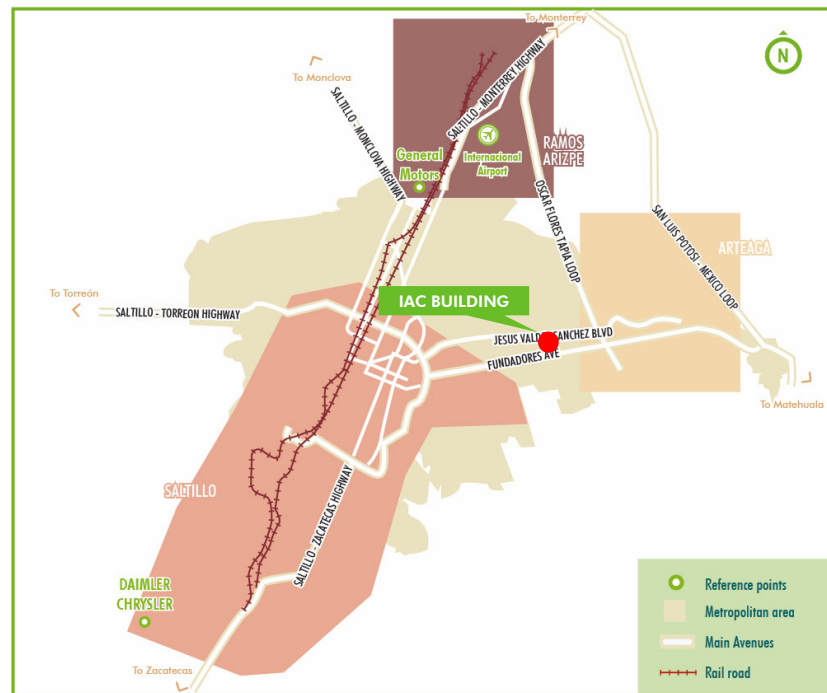 To Monterrey
N
To Monclova
SALTILLO - MONCLOVA HIGHWAY
SALTILLO - MONTERREY HIGHWAY
General
Motors
Internacional
Airport
RAMOS
ARIZPE
OSCAR FLORES TAPIA LOOP
SAN LUIS POTOSI - MEXICO LOOP
ARTEAGA
To Torreón
SALTILLO - TORREON HIGHWAY
IAC BUILDING
JESUS VALD SANCHEZ BLVD
FUNDADORES AVE
To Matehuala
SALTILLO
SALTILLO - ZACATECAS HIGHWAY
DAIMLER
CHRYSLER
To Zacatecas
Reference points
Metropolitan area
Main Avenues
Rail road